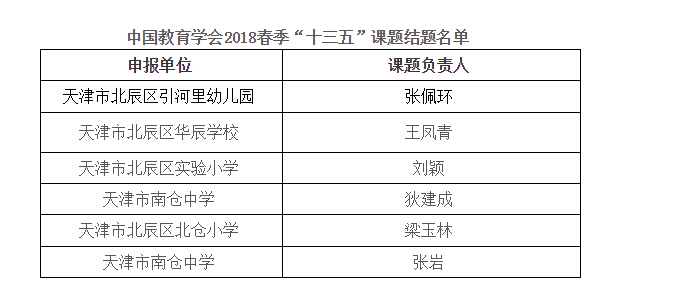 中国教育学会2018春季“十三五”课题结题名单
申报单位 课题负责人
天津市北辰区引河里幼儿园 张佩环
天津市北辰区华辰学校 王凤青
天津市北辰区实验小学 刘颖
天津市南仓中学 狄建成
天津市北辰区北仓小学 梁玉林
天津市南仓中学 张岩